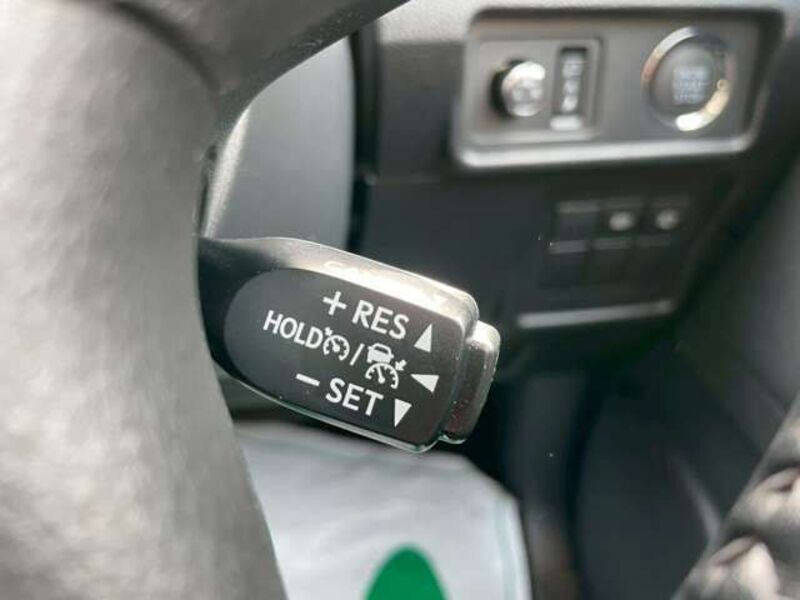 + RES ▲
HOLD / ◀
− SET ▼